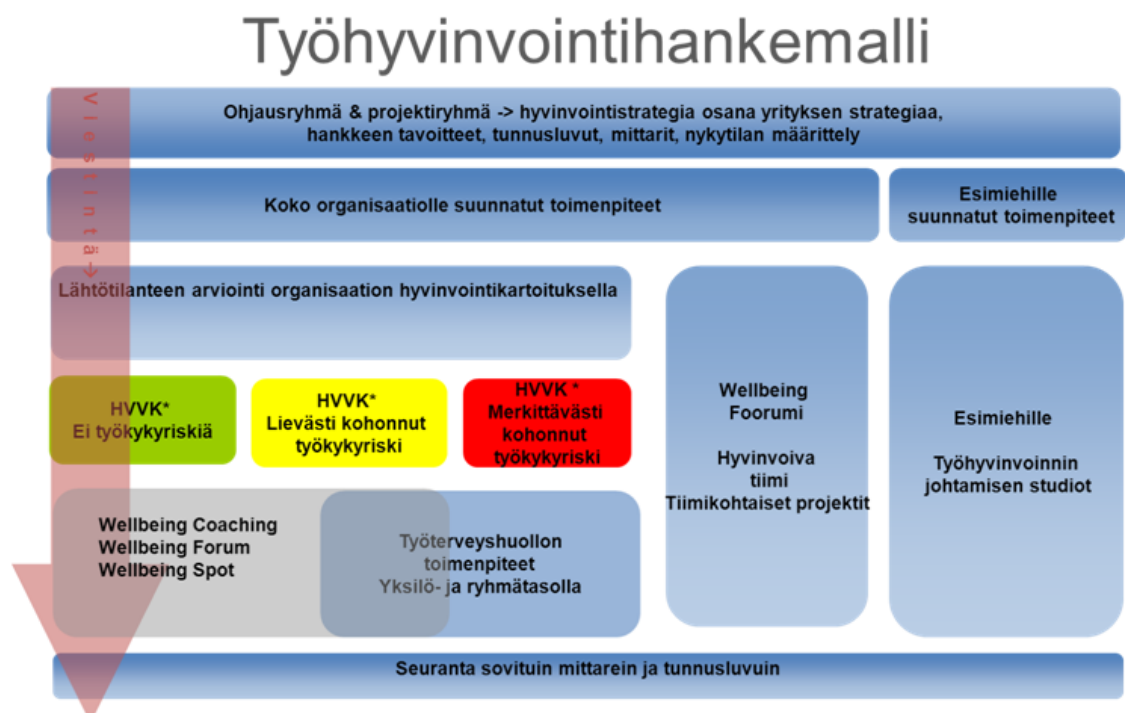 Työhyvinvointihankemalli
Viestintä→
Ohjausryhmä & projektiryhmä -> hyvinvointistrategia osana yrityksen strategiaa,
hankkeen tavoitteet, tunnusluvut, mittarit, nykytilan määrittely
Koko organisaatiolle suunnatut toimenpiteet
Esimiehille
suunnatut toimenpiteet
Lähtötilanteen arviointi organisaation hyvinvointikartoituksella
HVVK*
Ei työkykyriskiä
HVVK*
Lievästi kohonnut
työkykyriski
HVVK *
Merkittävästi
kohonnut
työkykyriski
Wellbeing Coaching
Wellbeing Forum
Wellbeing Spot
Työterveyshuollon
toimenpiteet
Yksilö- ja ryhmätasolla
Wellbeing
Foorumi
Hyvinvoiva
tiimi
Tiimikohtaiset projektit
Esimiehille
Työhyvinvoinnin
johtamisen studiot
Seuranta sovituin mittarein ja tunnusluvuin